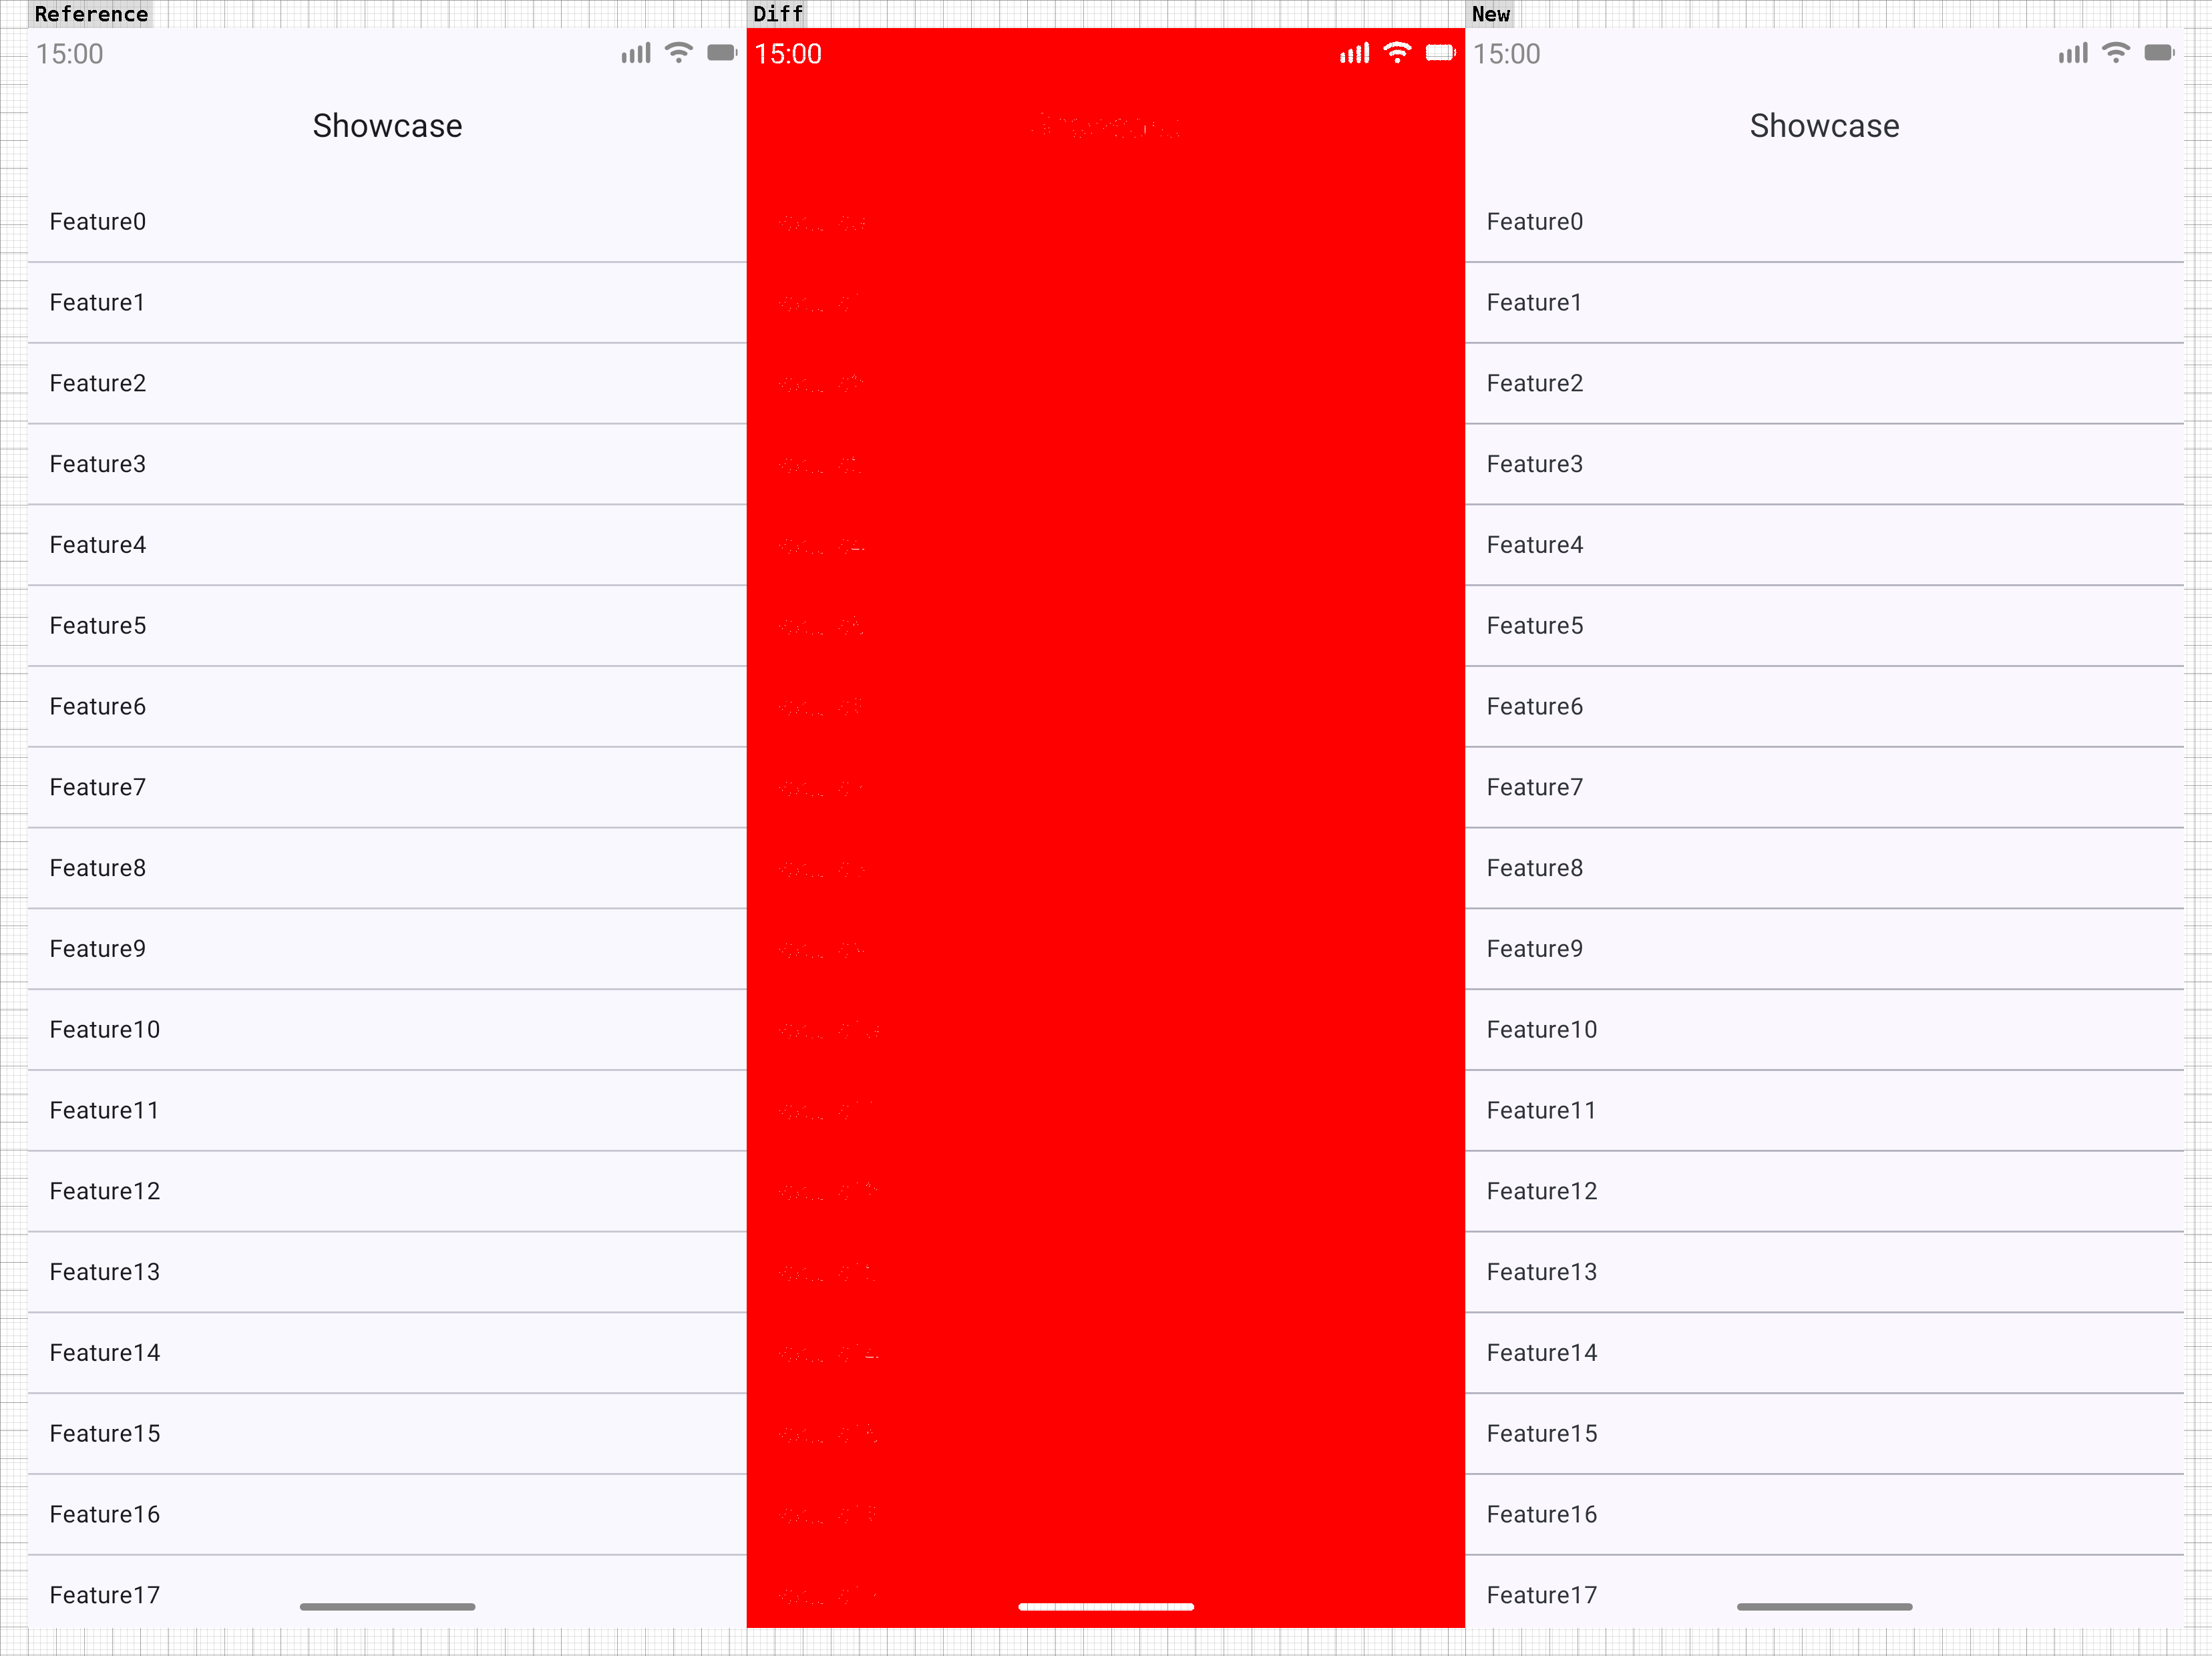 Reference Diff New
15:00 15:00 15:00
Showcase Showcase
Feature0 Feature0
Feature1 Feature1
Feature2 Feature2
Feature3 Feature3
Feature4 Feature4
Feature5 Feature5
Feature6 Feature6
Feature7 Feature7
Feature8 Feature8
Feature9 Feature9
Feature10 Feature10
Feature11 Feature11
Feature12 Feature12
Feature13 Feature13
Feature14 Feature14
Feature15 Feature15
Feature16 Feature16
Feature17 Feature17